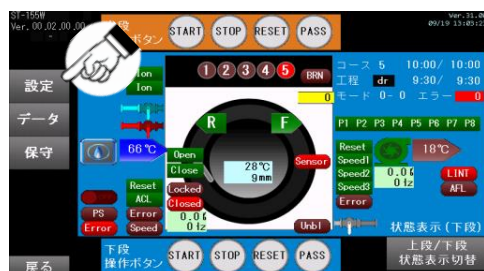 ST-155W
Ver. 00.02.00.00
Ver.31.0
09/19 13:03:2
段
ボタン
START STOP RESET PASS
設定
データ
保守
戻る
Ion
Ion
1 2 3 4 5
BRN
0
コース 5 10:00/ 10:00
工程 dr 9:30/ 9:30
モード 0- 0 エラー 0
P1 P2 P3 P4 P5 P6 P7 P8
R F
66 ℃
Open
Close
Locked
Closed
28℃
9mm
Sensor
Reset
Speed1
Speed2
Speed3
Error
18℃
0.0
0 Hz
LINT
AFL
Reset
ACL
PS Error
Error Speed
0.0
0 Hz
Unbl
状態表示(下段)
下段
操作ボタン
START STOP RESET PASS
上段/下段
状態表示切替